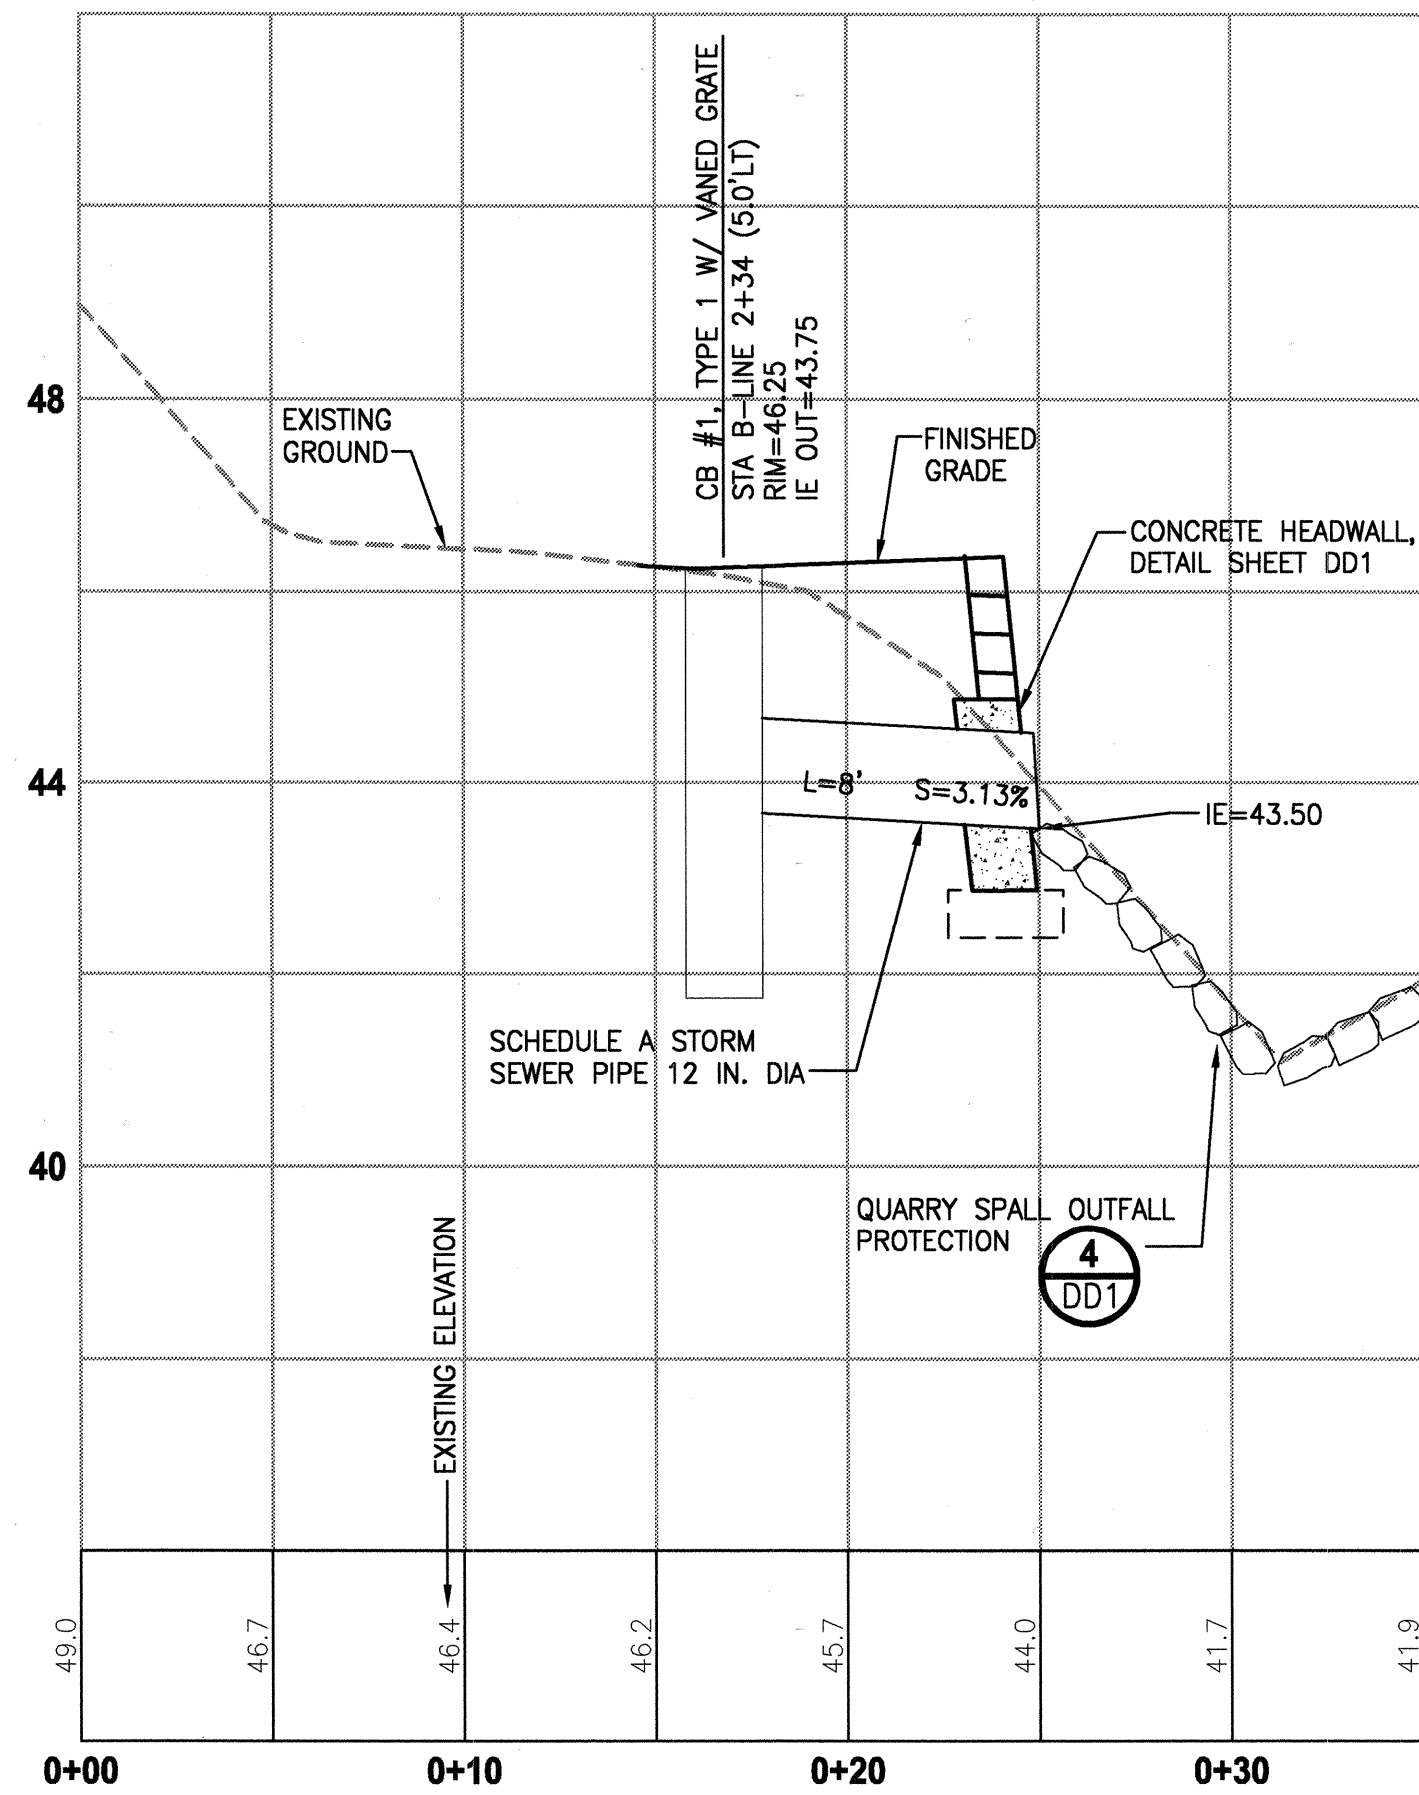 CB #1, TYPE 1 W/ VANED GRATE
STA B-LINE 2+34 (5.0'LT)
RIM=46.25
IE OUT=43.75
48
EXISTING
GROUND
FINISHED
GRADE
CONCRETE HEADWALL,
DETAIL SHEET DD1
44
L=8'
S=3.13%
IE=43.50
SCHEDULE A STORM
SEWER PIPE 12 IN. DIA
40
QUARRY SPALL OUTFALL
PROTECTION
4
DD1
EXISTING ELEVATION
49.0
46.7
46.4
46.2
45.7
44.0
41.7
41.9
0+00
0+10
0+20
0+30